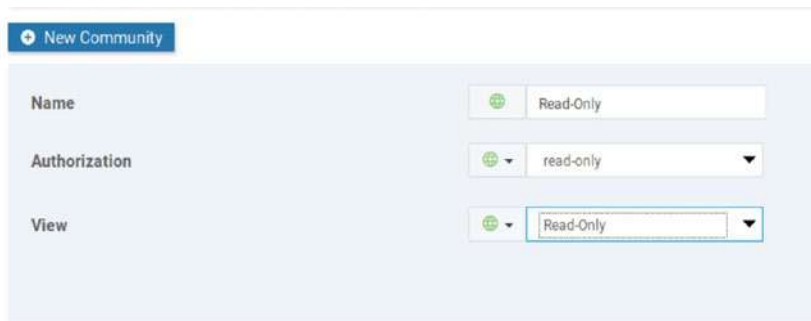 New Community
Name
Read-Only
Authorization
read-only
View
Read-Only